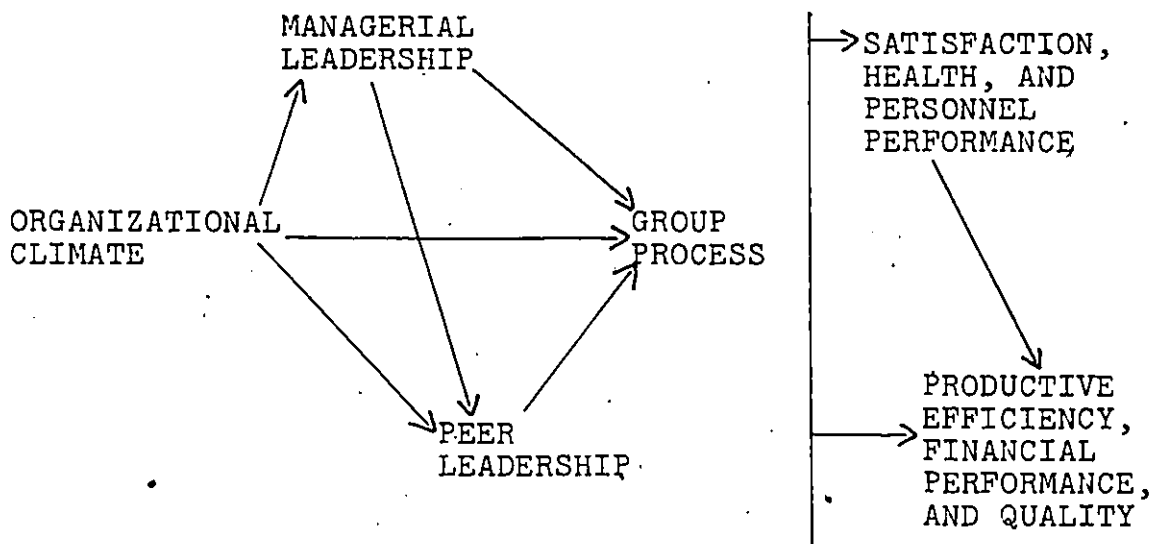 MANAGERIAL
LEADERSHIP
SATISFACTION,
HEALTH, AND
PERSONNEL
PERFORMANCE
ORGANIZATIONAL
CLIMATE
GROUP
PROCESS
PEER
LEADERSHIP
PRODUCTIVE
EFFICIENCY,
FINANCIAL
PERFORMANCE,
AND QUALITY